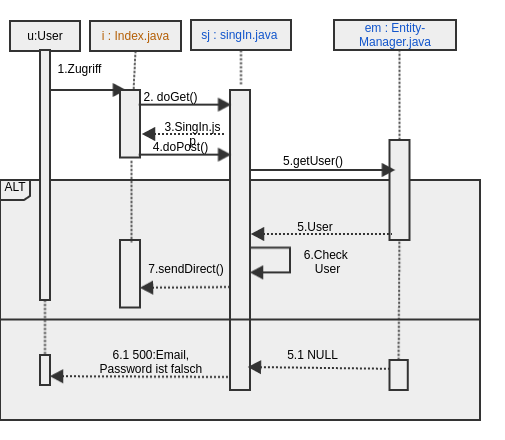 u:User
i : Index.java
sj : singIn.java
em : Entity-
Manager.java
1.Zugriff
2. doGet()
3.SingIn.js
p
4.doPost()
5.getUser()
ALT
5.User
6.Check
User
7.sendDirect()
6.1 500:Email,
Password ist falsch
5.1 NULL